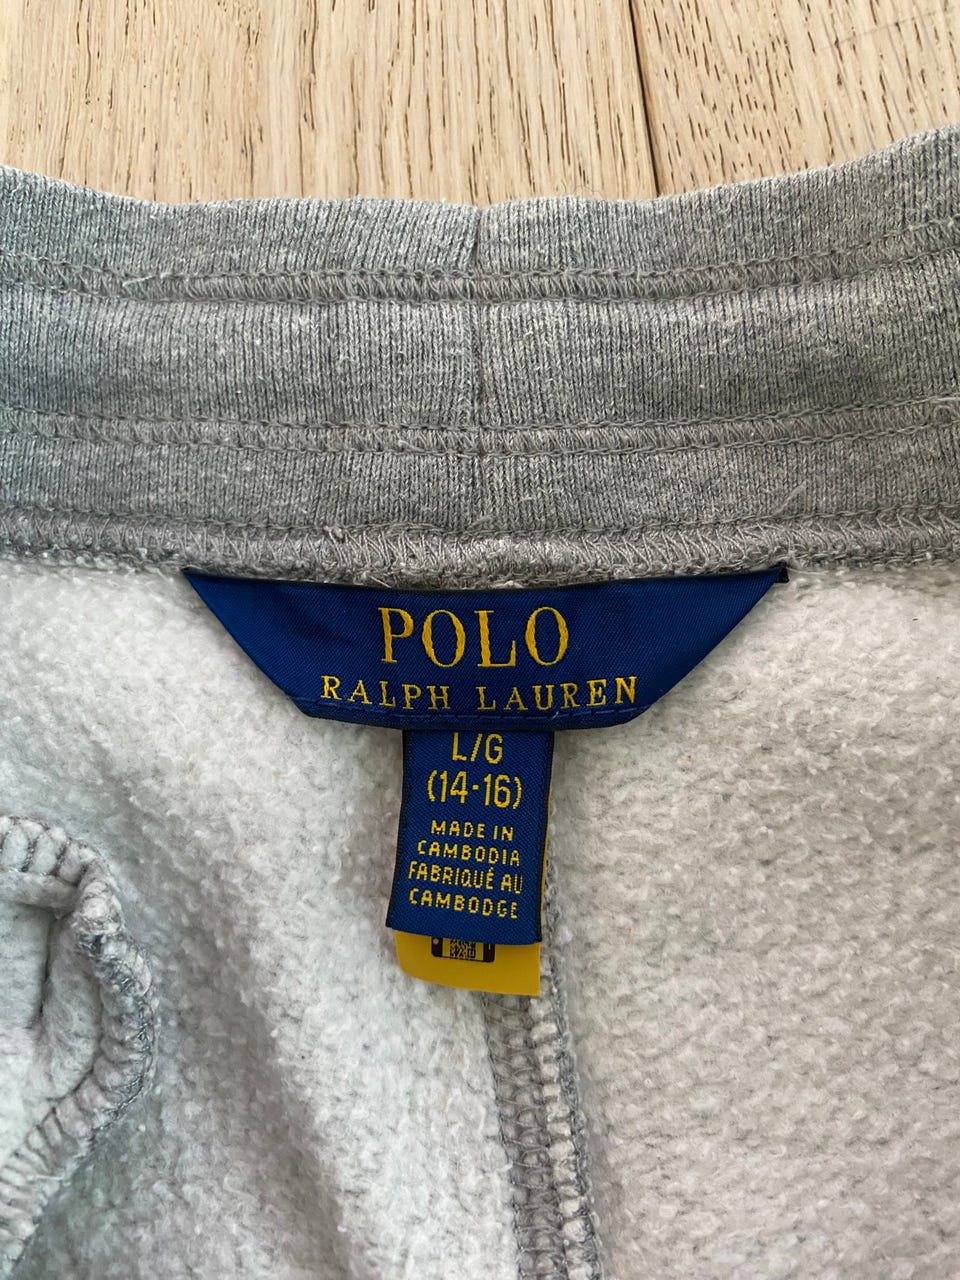 POLO
RALPH LAUREN
L/G
(14-16)
MADE IN
CAMBODIA
FABRIQUÉ AU
CAMBODGE